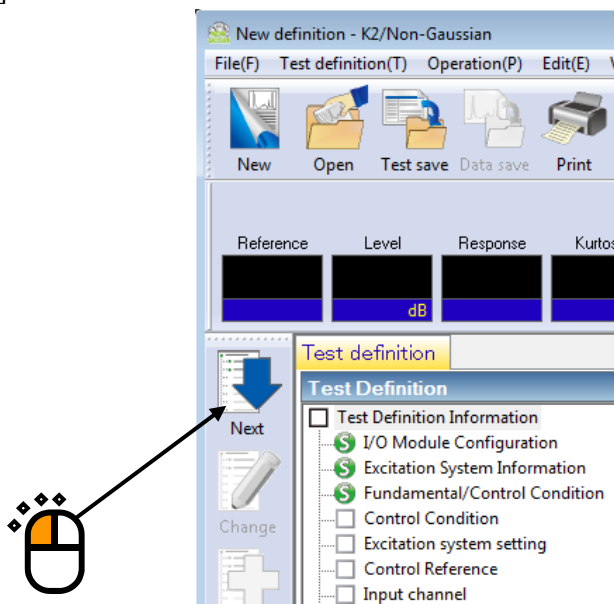 New definition - K2/Non-Gaussian
File(F) Test definition(T) Operation(P) Edit(E)
New Open Test save Data save Print
Reference Level Response Kurtos
dB
Test definition
Test Definition
Next
Test Definition Information
S I/O Module Configuration
S Excitation System Information
S Fundamental/Control Condition
Change
Control Condition
Excitation system setting
Control Reference
Input channel